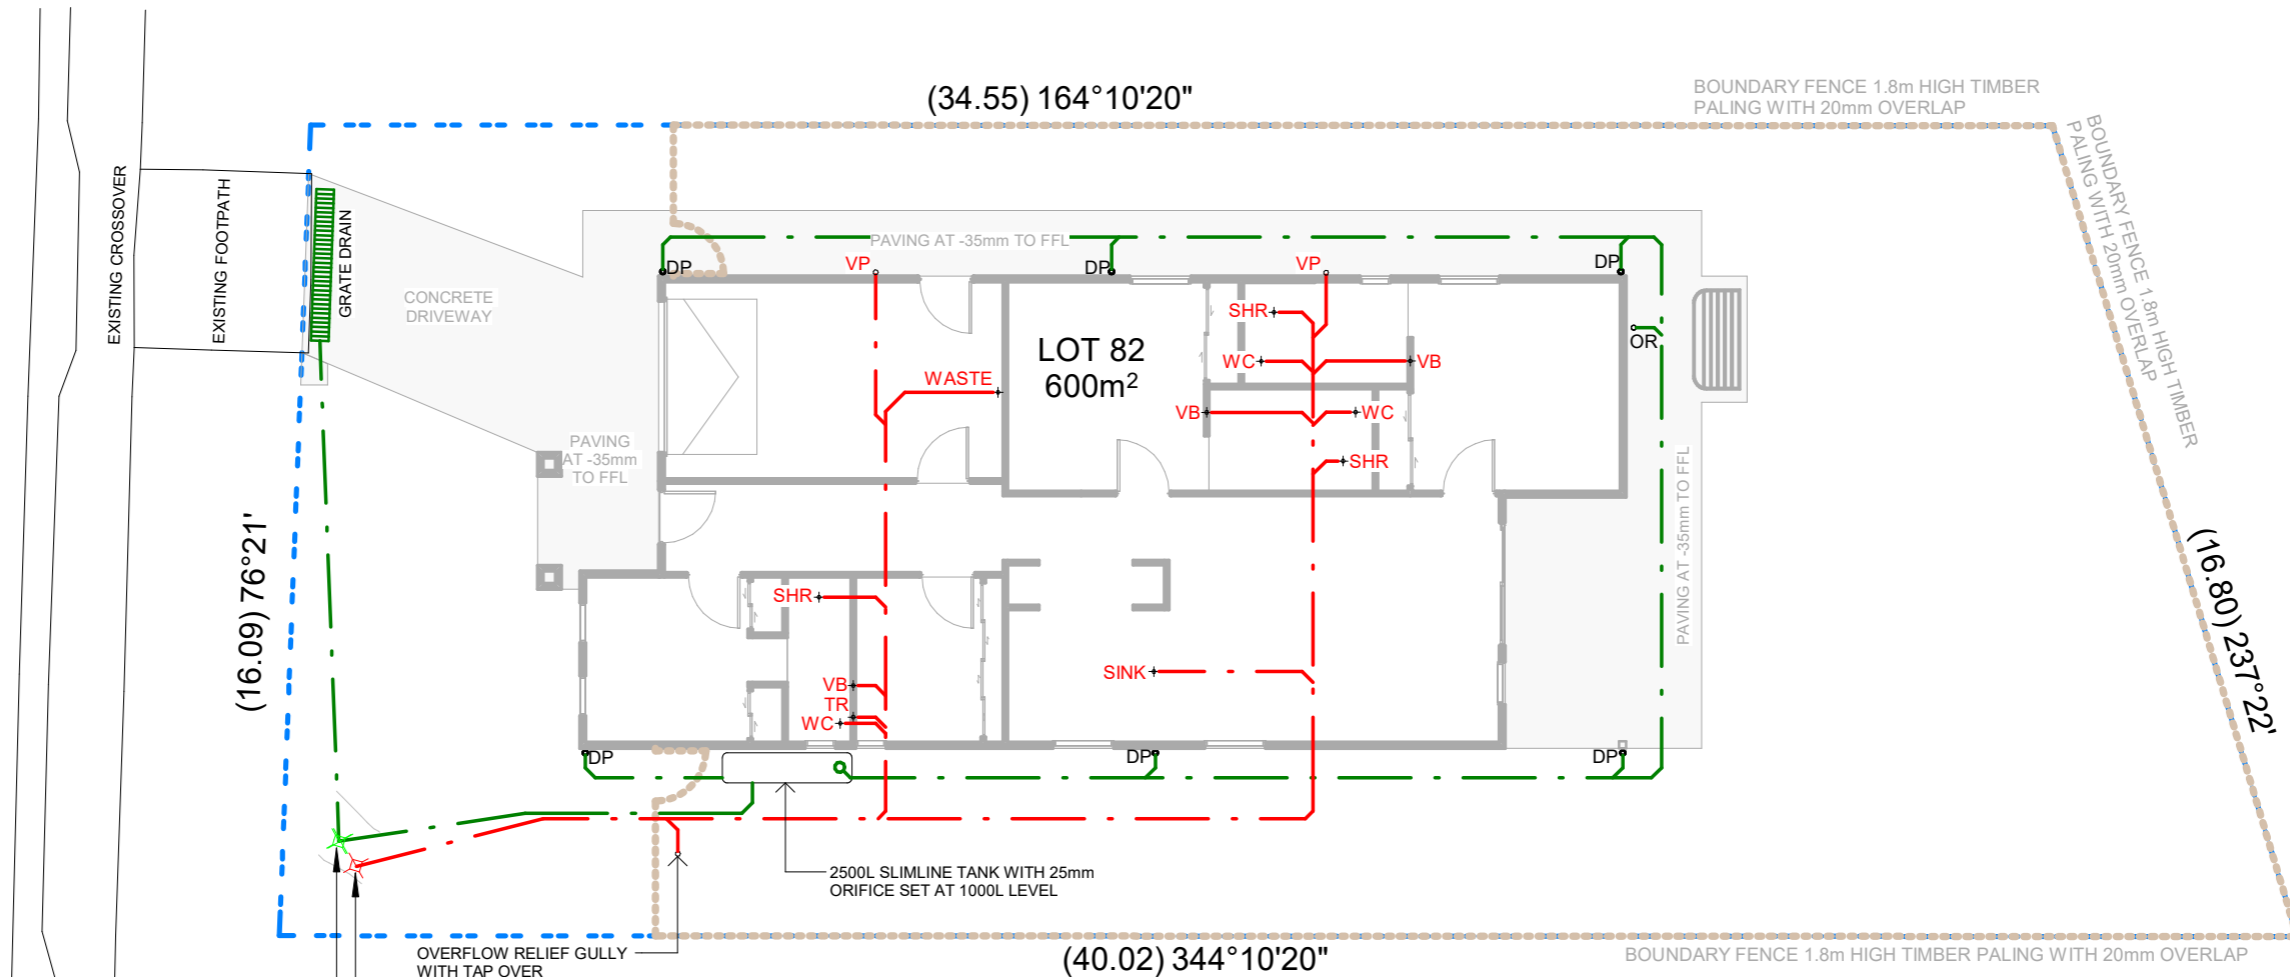 (34.55) 164°10'20"
BOUNDARY FENCE 1.8m HIGH TIMBER
PALING WITH 20mm OVERLAP
BOUNDARY FENCE 1.8m HIGH TIMBER
PALING WITH 20mm OVERLAP
EXISTING CROSSOVER
EXISTING FOOTPATH
GRATE DRAIN
CONCRETE
DRIVEWAY
PAVING AT -35mm TO FFL
DP
VP
DP
VP
DP
SHR
OR
LOT 82
600m²
WC
VB
WASTE
VB
WC
SHR
PAVING
AT -35mm
TO FFL
PAVING AT -35mm TO FFL
(16.09) 76°21'
(16.80) 237°22'
SHR
SINK
VB
TR
WC
DP
DP
DP
2500L SLIMLINE TANK WITH 25mm
ORIFICE SET AT 1000L LEVEL
OVERFLOW RELIEF GULLY
WITH TAP OVER
(40.02) 344°10'20"
BOUNDARY FENCE 1.8m HIGH TIMBER PALING WITH 20mm OVERLAP